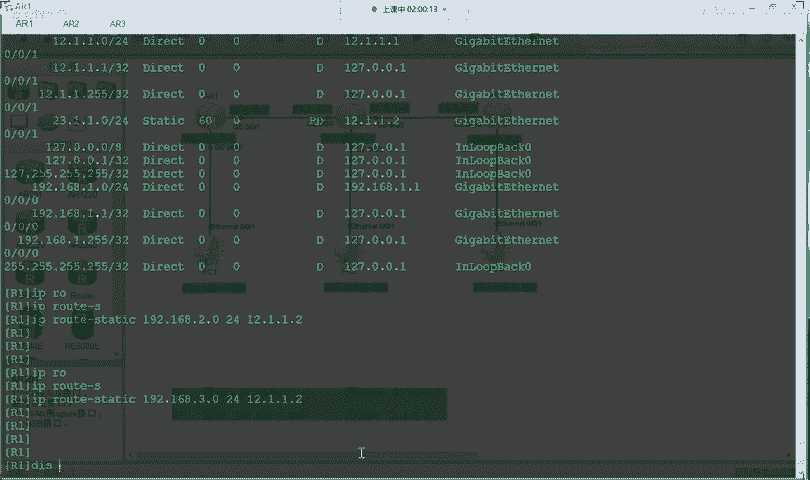 AR1
上课中 02:00:13
AR1 AR2 AR3
12.1.1.0/24 Direct 0 0 D 12.1.1.1 GigabitEthernet
0/0/1
12.1.1.1/32 Direct 0 0 D 127.0.0.1 GigabitEthernet
0/0/1
12.1.1.255/32 Direct 0 0 D 127.0.0.1 GigabitEthernet
0/0/1
23.1.1.0/24 Static 60 0 RD 12.1.1.2 GigabitEthernet
0/0/1
127.0.0.0/8 Direct 0 0 D 127.0.0.1 InLoopBack0
127.0.0.1/32 Direct 0 0 D 127.0.0.1 InLoopBack0
127.255.255.255/32 Direct 0 0 D 127.0.0.1 InLoopBack0
192.168.1.0/24 Direct 0 0 D 192.168.1.1 GigabitEthernet
0/0/0
192.168.1.1/32 Direct 0 0 D 127.0.0.1 GigabitEthernet
0/0/0
192.168.1.255/32 Direct 0 0 D 127.0.0.1 GigabitEthernet
0/0/0
255.255.255.255/32 Direct 0 0 D 127.0.0.1 InLoopBack0
[R1]ip ro
[R1]ip route-s
[R1]ip route-static 192.168.2.0 24 12.1.1.2
[R1]
[R1]
[R1]
[R1]ip ro
[R1]ip route-s
[R1]ip route-static 192.168.3.0 24 12.1.1.2
[R1]
[R1]
[R1]
[R1]
[R1]dis